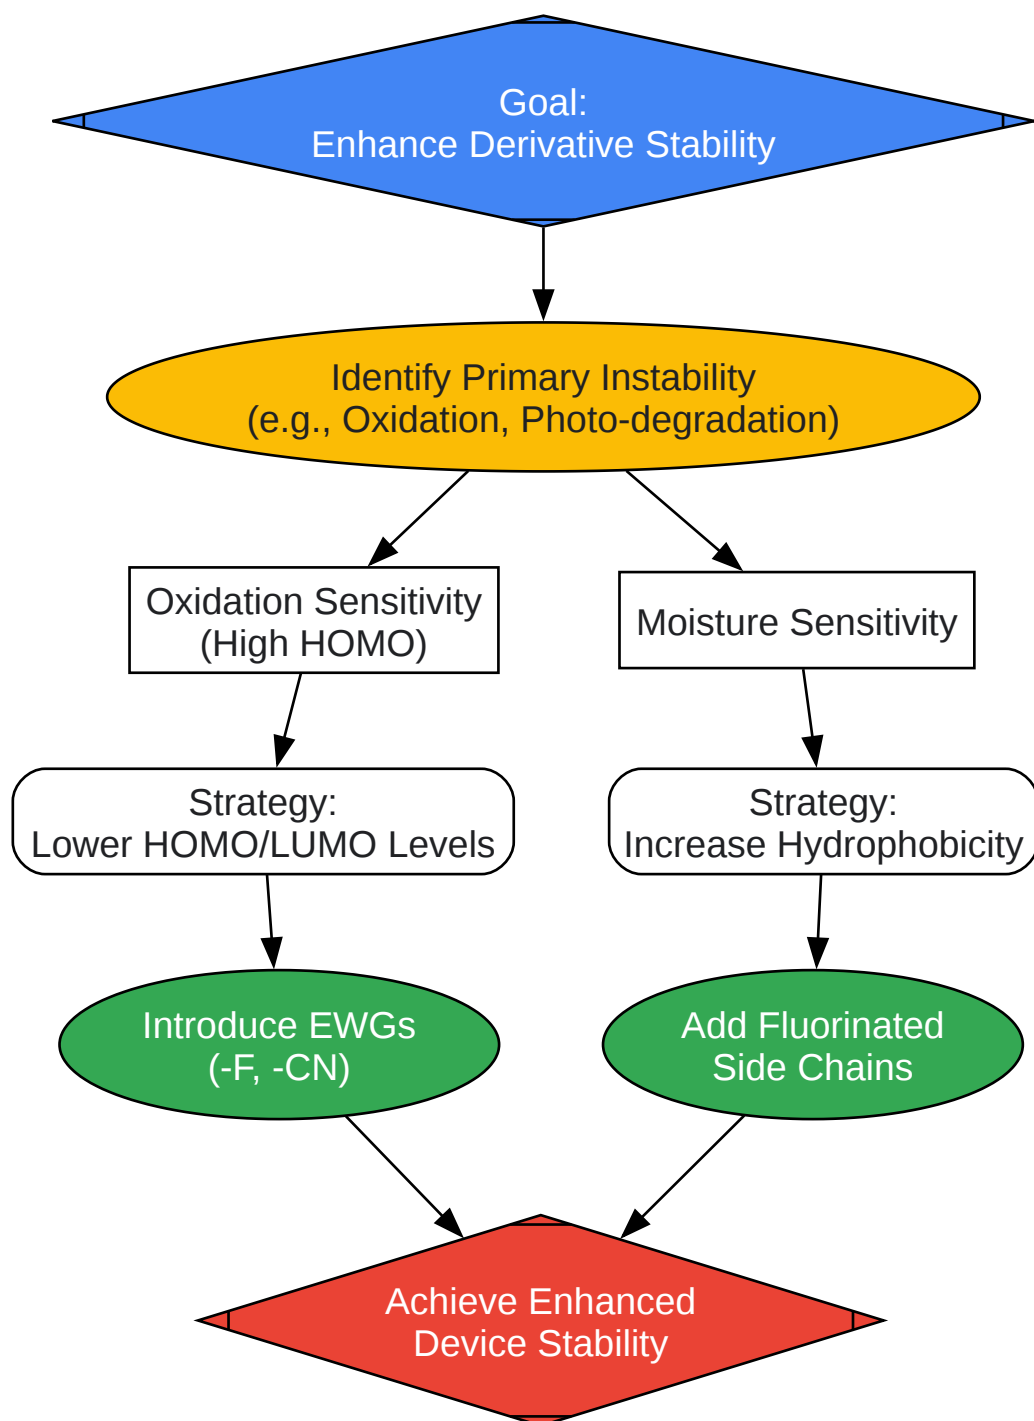 Goal:
Enhance Derivative Stability
Identify Primary Instability
(e.g., Oxidation, Photo-degradation)
Oxidation Sensitivity
(High HOMO)
Moisture Sensitivity
Strategy:
Lower HOMO/LUMO Levels
Strategy:
Increase Hydrophobicity
Introduce EWGs
(-F, -CN)
Add Fluorinated
Side Chains
Achieve Enhanced
Device Stability